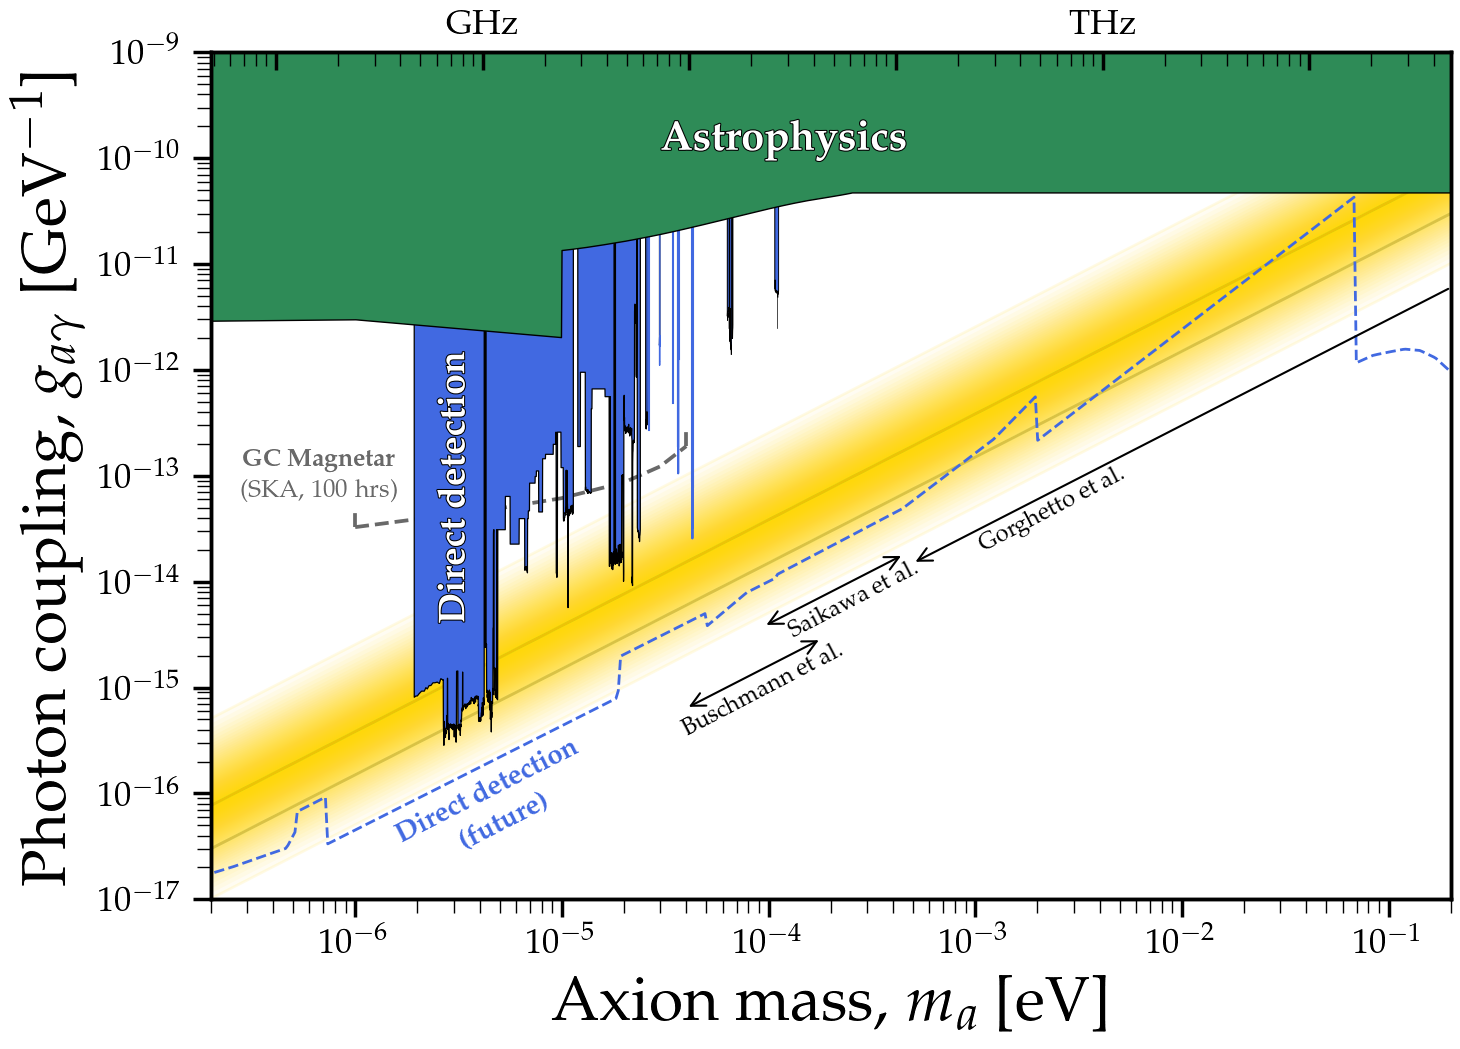 GHz THz
10⁻⁹
10⁻¹⁰
10⁻¹¹
10⁻¹²
10⁻¹³
10⁻¹⁴
10⁻¹⁵
10⁻¹⁶
10⁻¹⁷
Photon coupling, gₐᵧ [GeV⁻¹]
Astrophysics
Direct detection
GC Magnetar
(SKA, 100 hrs)
Gorghetto et al.
Saikawa et al.
Buschmann et al.
Direct detection
(future)
10⁻⁶ 10⁻⁵ 10⁻⁴ 10⁻³ 10⁻² 10⁻¹
Axion mass, mₐ [eV]